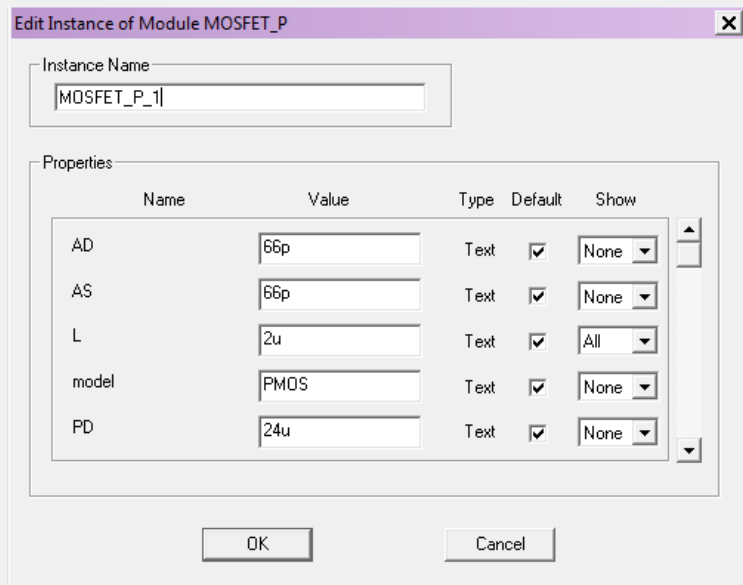 Edit Instance of Module MOSFET_P
Instance Name
MOSFET_P_1
Properties
Name Value Type Default Show
AD 66p Text None
AS 66p Text None
L 2u Text All
model PMOS Text None
PD 24u Text None
OK Cancel